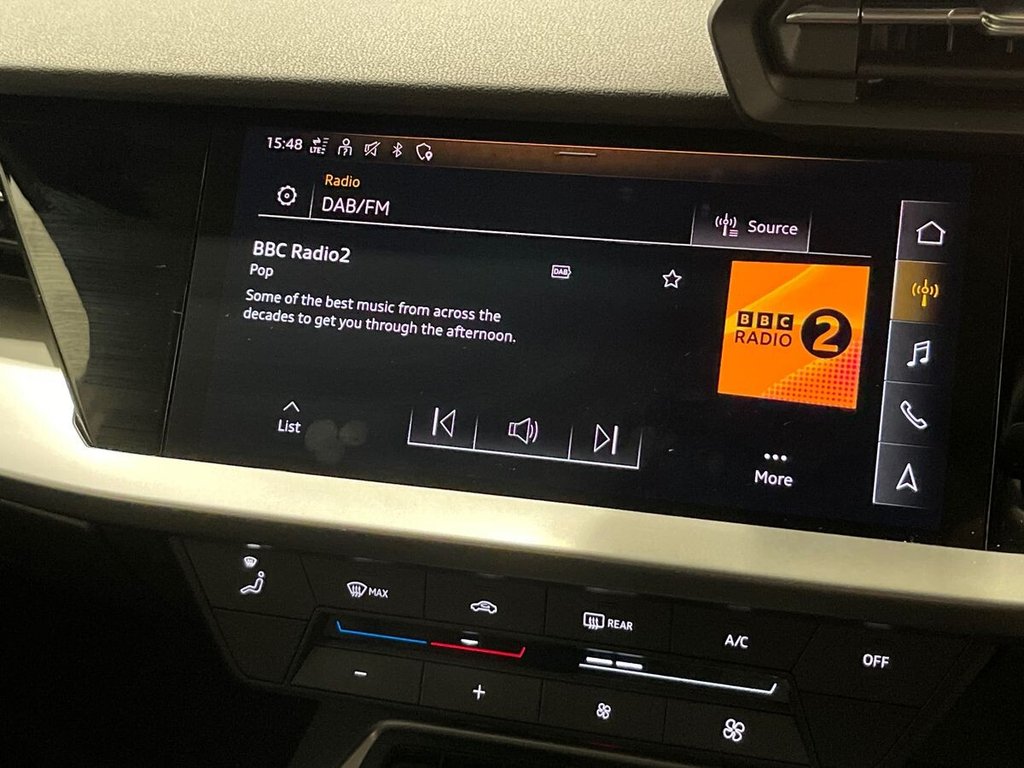 15:48 LTE
Radio
DAB/FM
Source
BBC Radio2
Pop
DAB
Some of the best music from across the
decades to get you through the afternoon.
BBC
RADIO 2
List
More
MAX
REAR
A/C
OFF